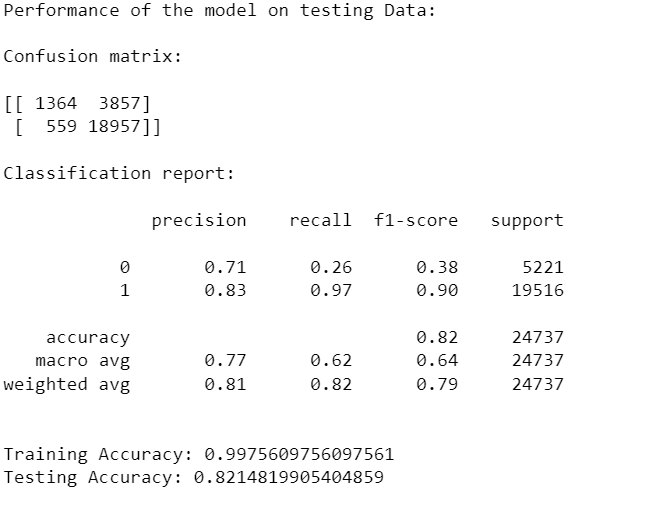 Performance of the model on testing Data:
Confusion matrix:
[[ 1364  3857]
 [  559 18957]]
Classification report:
              precision    recall  f1-score   support
           0       0.71      0.26      0.38      5221
           1       0.83      0.97      0.90     19516
    accuracy                           0.82     24737
   macro avg       0.77      0.62      0.64     24737
weighted avg       0.81      0.82      0.79     24737
Training Accuracy: 0.9975609756097561
Testing Accuracy: 0.8214819905404859